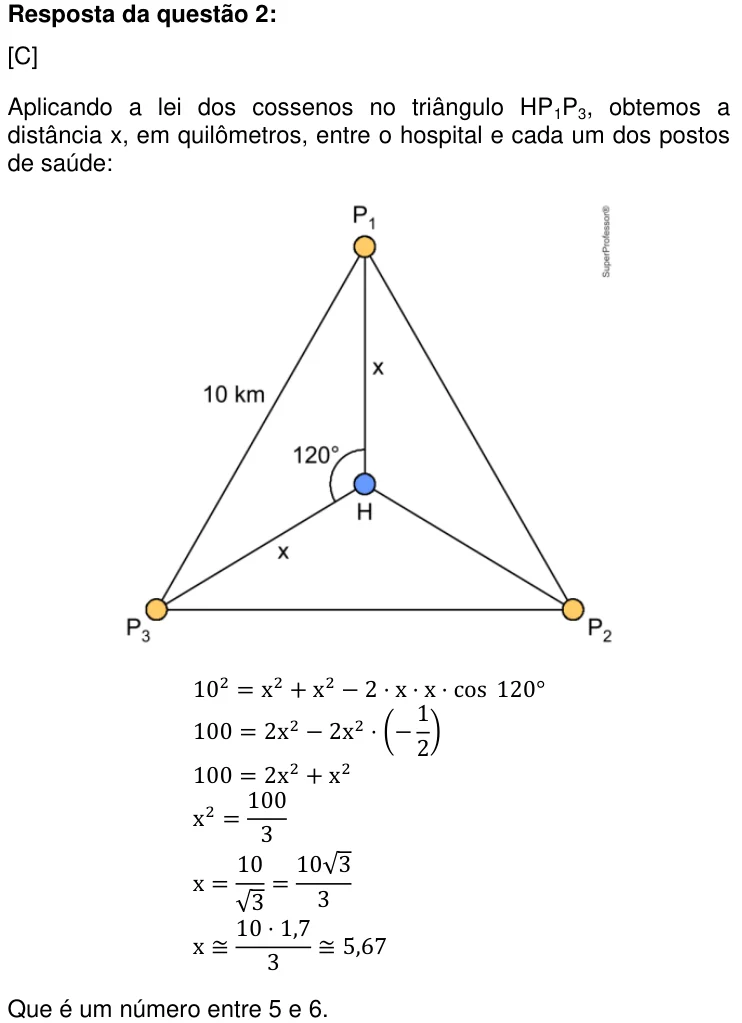 Resposta da questão 2:
[C]
Aplicando a lei dos cossenos no triângulo HP₁P₃, obtemos a
distância x, em quilômetros, entre o hospital e cada um dos postos
de saúde:
P₁
SuperProfessor®
x
10 km
120°
H
x
P₃
P₂
10² = x² + x² − 2 · x · x · cos 120°
100 = 2x² − 2x² · (−1/2)
100 = 2x² + x²
x² = 100/3
x = 10/√3 = 10√3/3
x ≅ 10 · 1,7/3 ≅ 5,67
Que é um número entre 5 e 6.